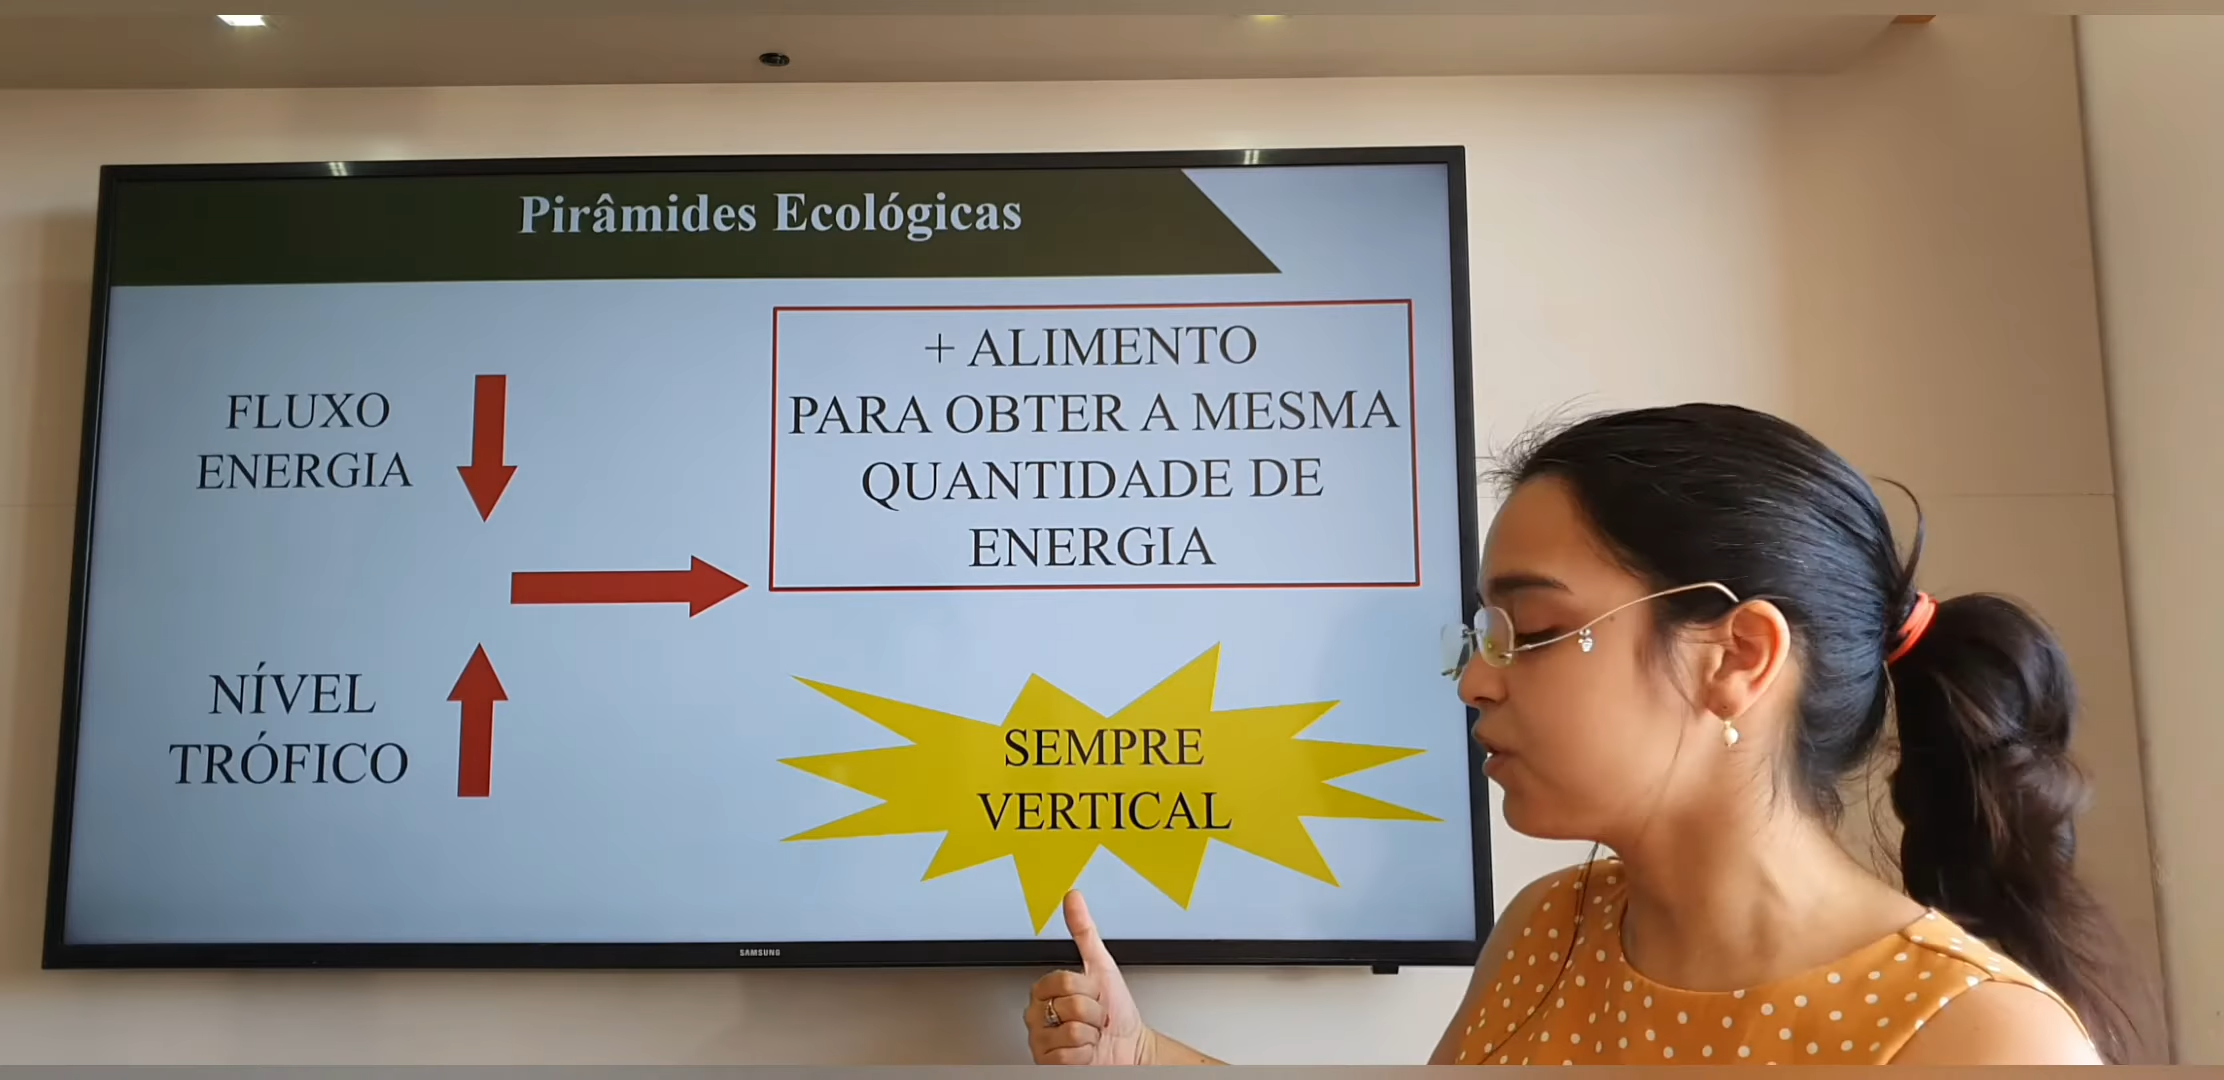 Pirâmides Ecológicas
FLUXO
ENERGIA
+ ALIMENTO
PARA OBTER A MESMA
QUANTIDADE DE
ENERGIA
NÍVEL
TRÓFICO
SEMPRE
VERTICAL
SAMSUNG